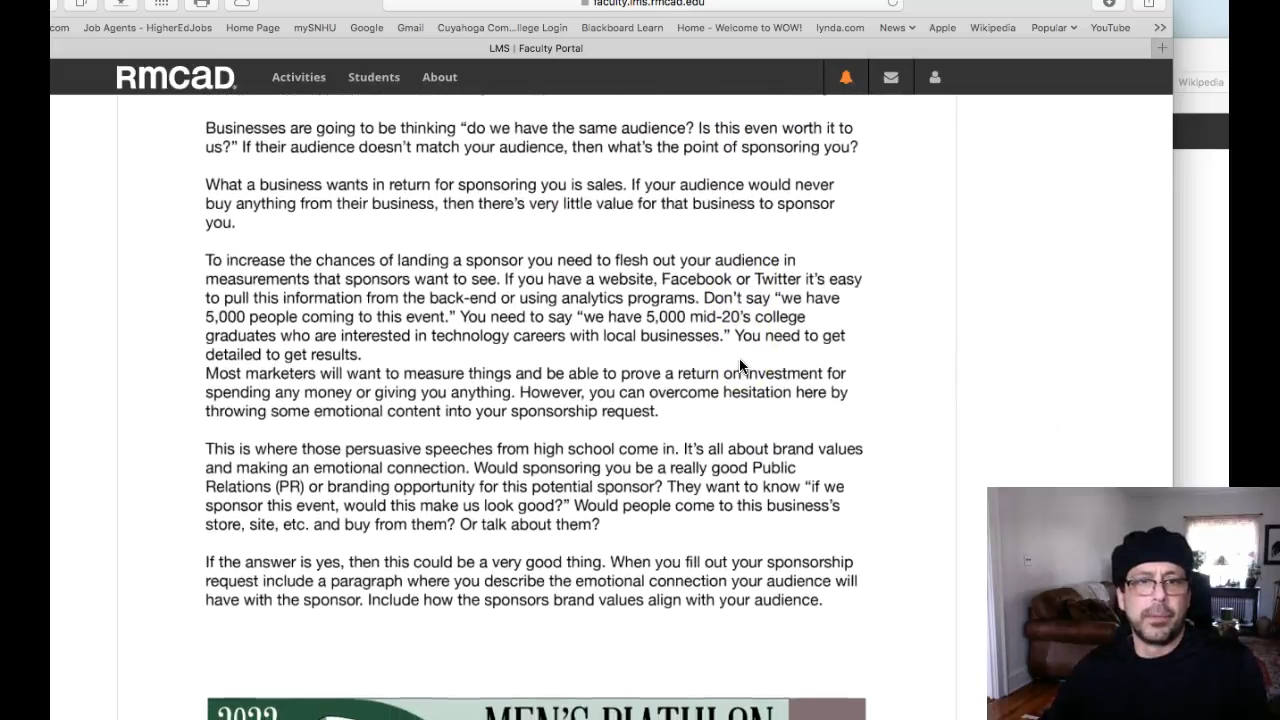 faculty.lms.rmcad.edu
com Job Agents - HigherEdJobs Home Page mySNHU Google Gmail Cuyahoga Com...llege Login Blackboard Learn Home - Welcome to WOW! lynda.com News Apple Wikipedia Popular YouTube >>
LMS | Faculty Portal
Wikipedia
RMCAD Activities Students About
Businesses are going to be thinking “do we have the same audience? Is this even worth it to
us?” If their audience doesn’t match your audience, then what’s the point of sponsoring you?
What a business wants in return for sponsoring you is sales. If your audience would never
buy anything from their business, then there’s very little value for that business to sponsor
you.
To increase the chances of landing a sponsor you need to flesh out your audience in
measurements that sponsors want to see. If you have a website, Facebook or Twitter it’s easy
to pull this information from the back-end or using analytics programs. Don’t say “we have
5,000 people coming to this event.” You need to say “we have 5,000 mid-20’s college
graduates who are interested in technology careers with local businesses.” You need to get
detailed to get results.
Most marketers will want to measure things and be able to prove a return on investment for
spending any money or giving you anything. However, you can overcome hesitation here by
throwing some emotional content into your sponsorship request.
This is where those persuasive speeches from high school come in. It’s all about brand values
and making an emotional connection. Would sponsoring you be a really good Public
Relations (PR) or branding opportunity for this potential sponsor? They want to know “if we
sponsor this event, would this make us look good?” Would people come to this business’s
store, site, etc. and buy from them? Or talk about them?
If the answer is yes, then this could be a very good thing. When you fill out your sponsorship
request include a paragraph where you describe the emotional connection your audience will
have with the sponsor. Include how the sponsors brand values align with your audience.
2022 MEN’S BIATHLON